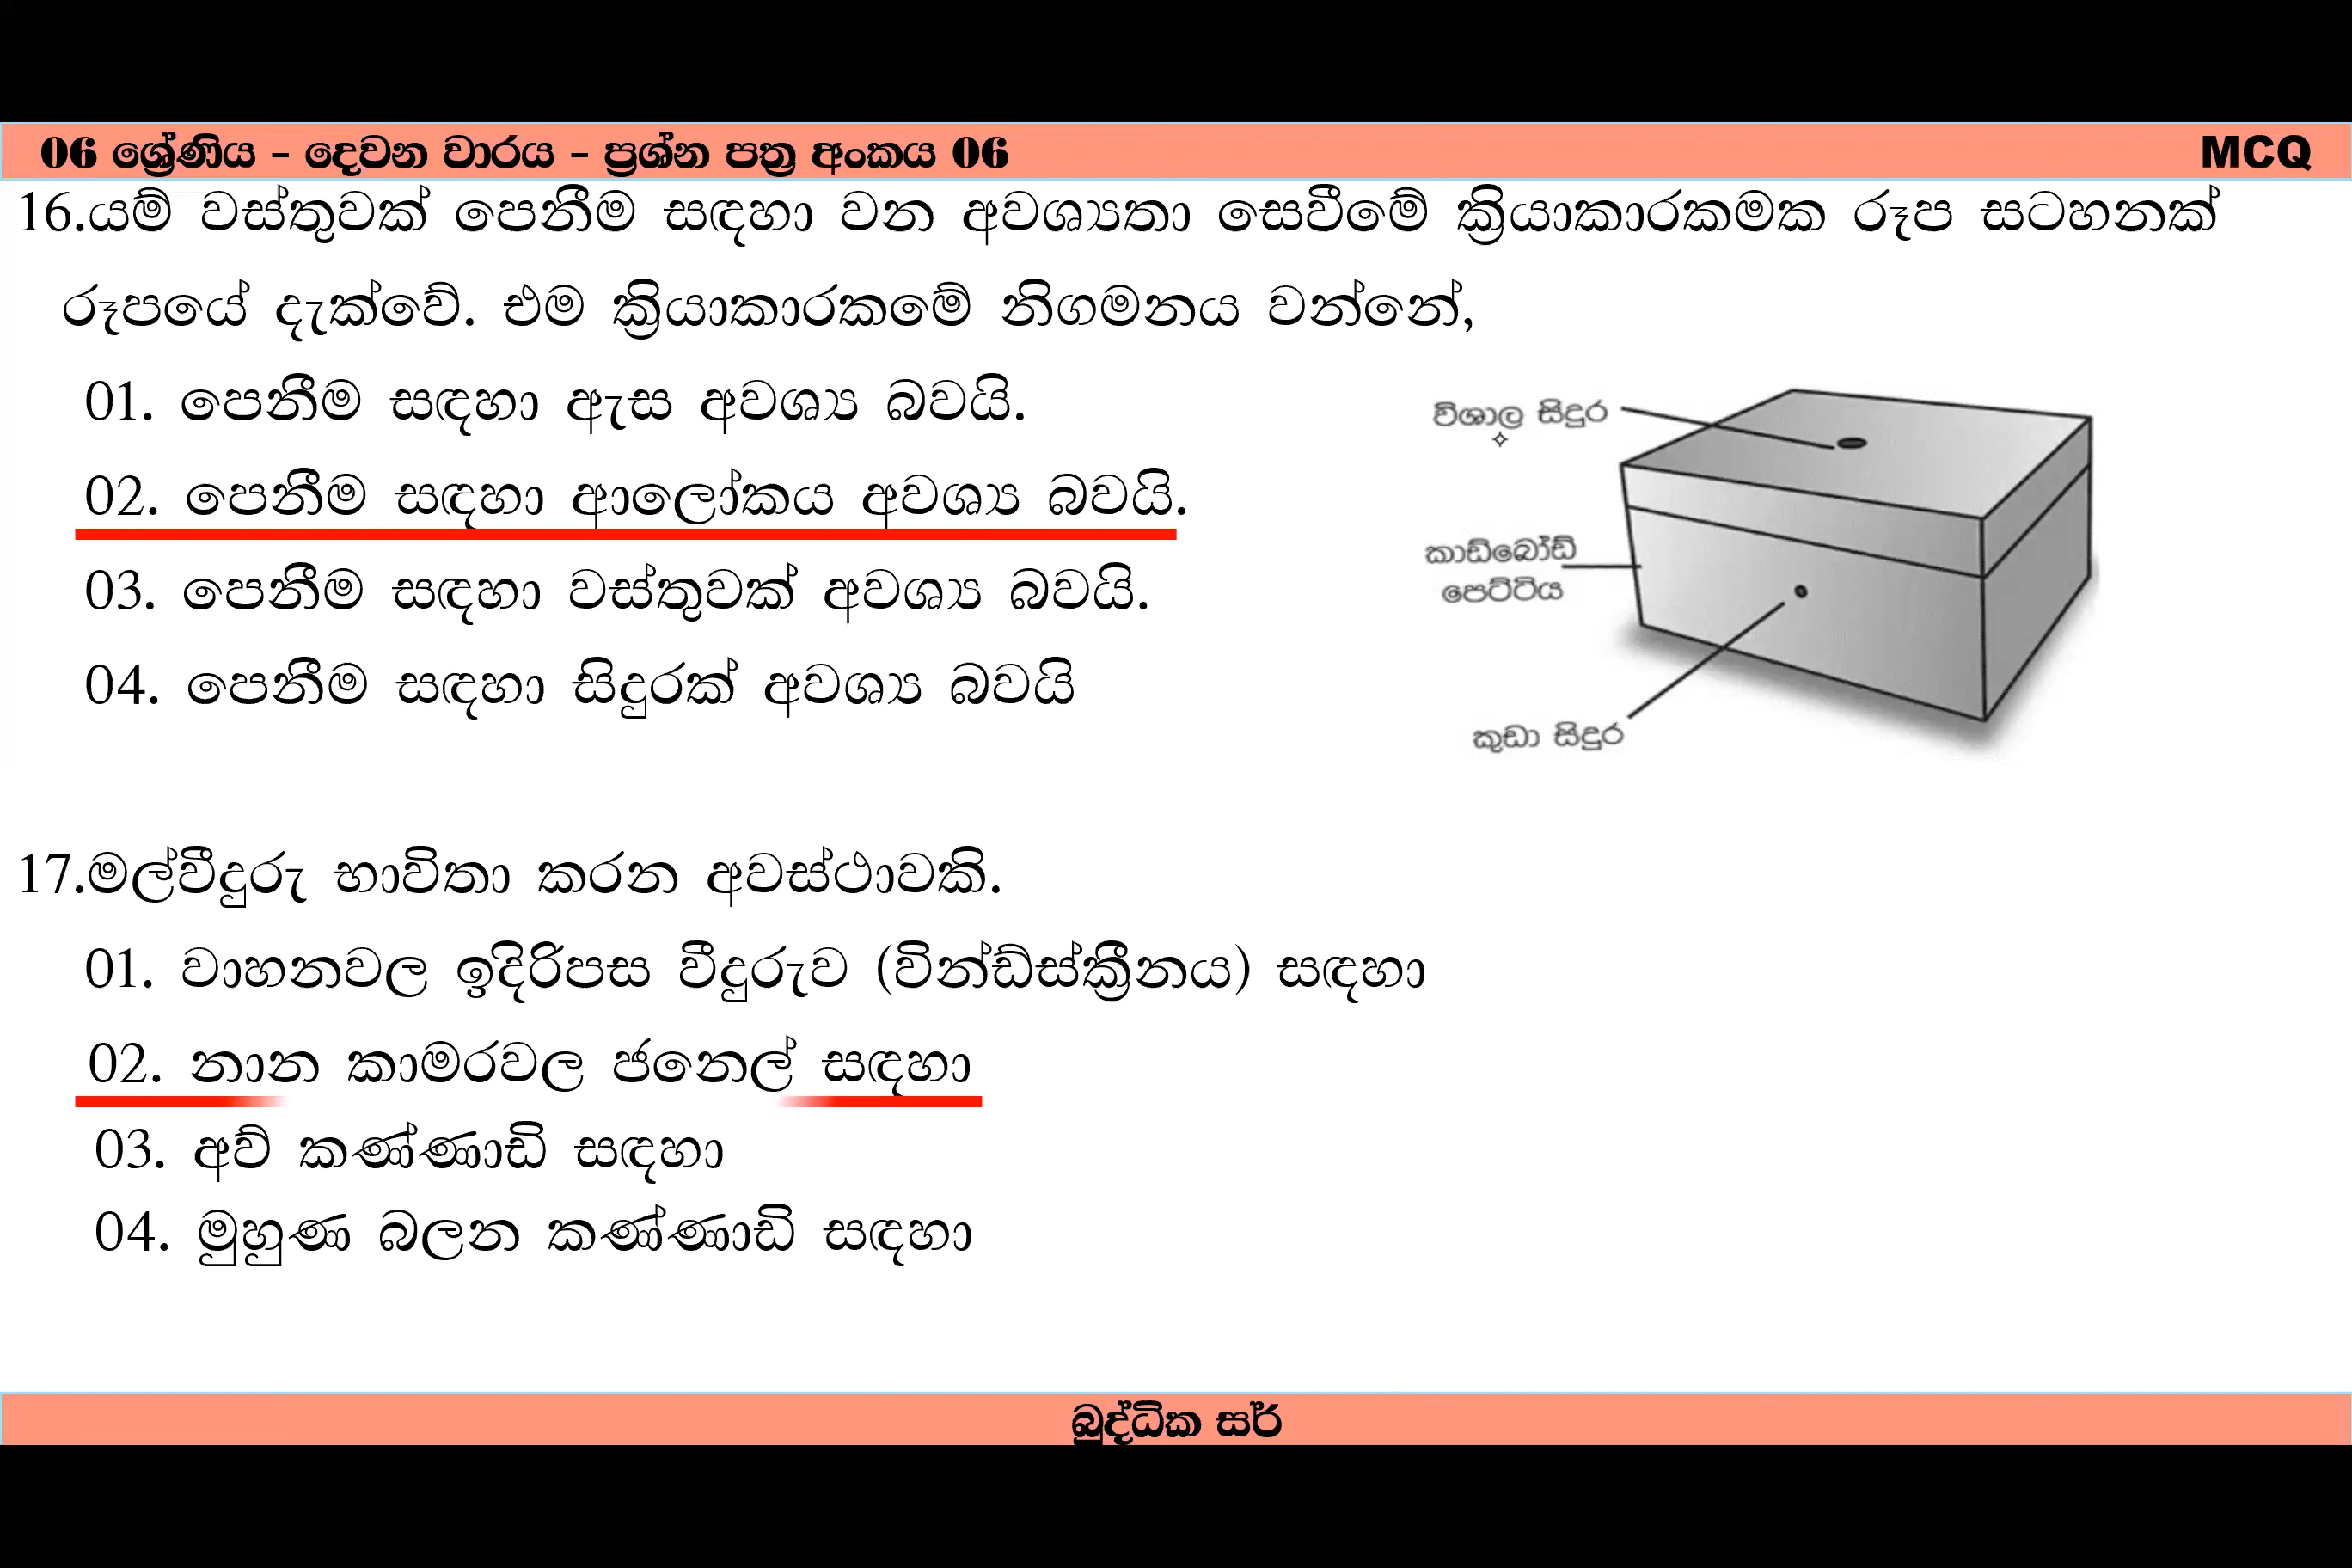 06 ශ්‍රේණිය - දෙවන වාරය - ප්‍රශ්න පත්‍ර අංකය 06 MCQ
16.යම් වස්තුවක් පෙනීම සඳහා වන අවශ්‍යතා සෙවීමේ ක්‍රියාකාරකමක රූප සටහනක්
රූපයේ දැක්වේ. එම ක්‍රියාකාරකමේ නිගමනය වන්නේ,
01. පෙනීම සඳහා ඇස අවශ්‍ය බවයි.
02. පෙනීම සඳහා ආලෝකය අවශ්‍ය බවයි.
03. පෙනීම සඳහා වස්තුවක් අවශ්‍ය බවයි.
04. පෙනීම සඳහා සිදුරක් අවශ්‍ය බවයි
විශාල සිදුර
කාඩ්බෝඩ්
පෙට්ටිය
කුඩා සිදුර
17.මල්වීදුරු භාවිතා කරන අවස්ථාවකි.
01. වාහනවල ඉදිරිපස වීදුරුව (වින්ඩ්ස්ක්‍රීනය) සඳහා
02. නාන කාමරවල ජනෙල් සඳහා
03. අව් කණ්ණාඩි සඳහා
04. මුහුණ බලන කණ්ණාඩි සඳහා
බුද්ධික සර්